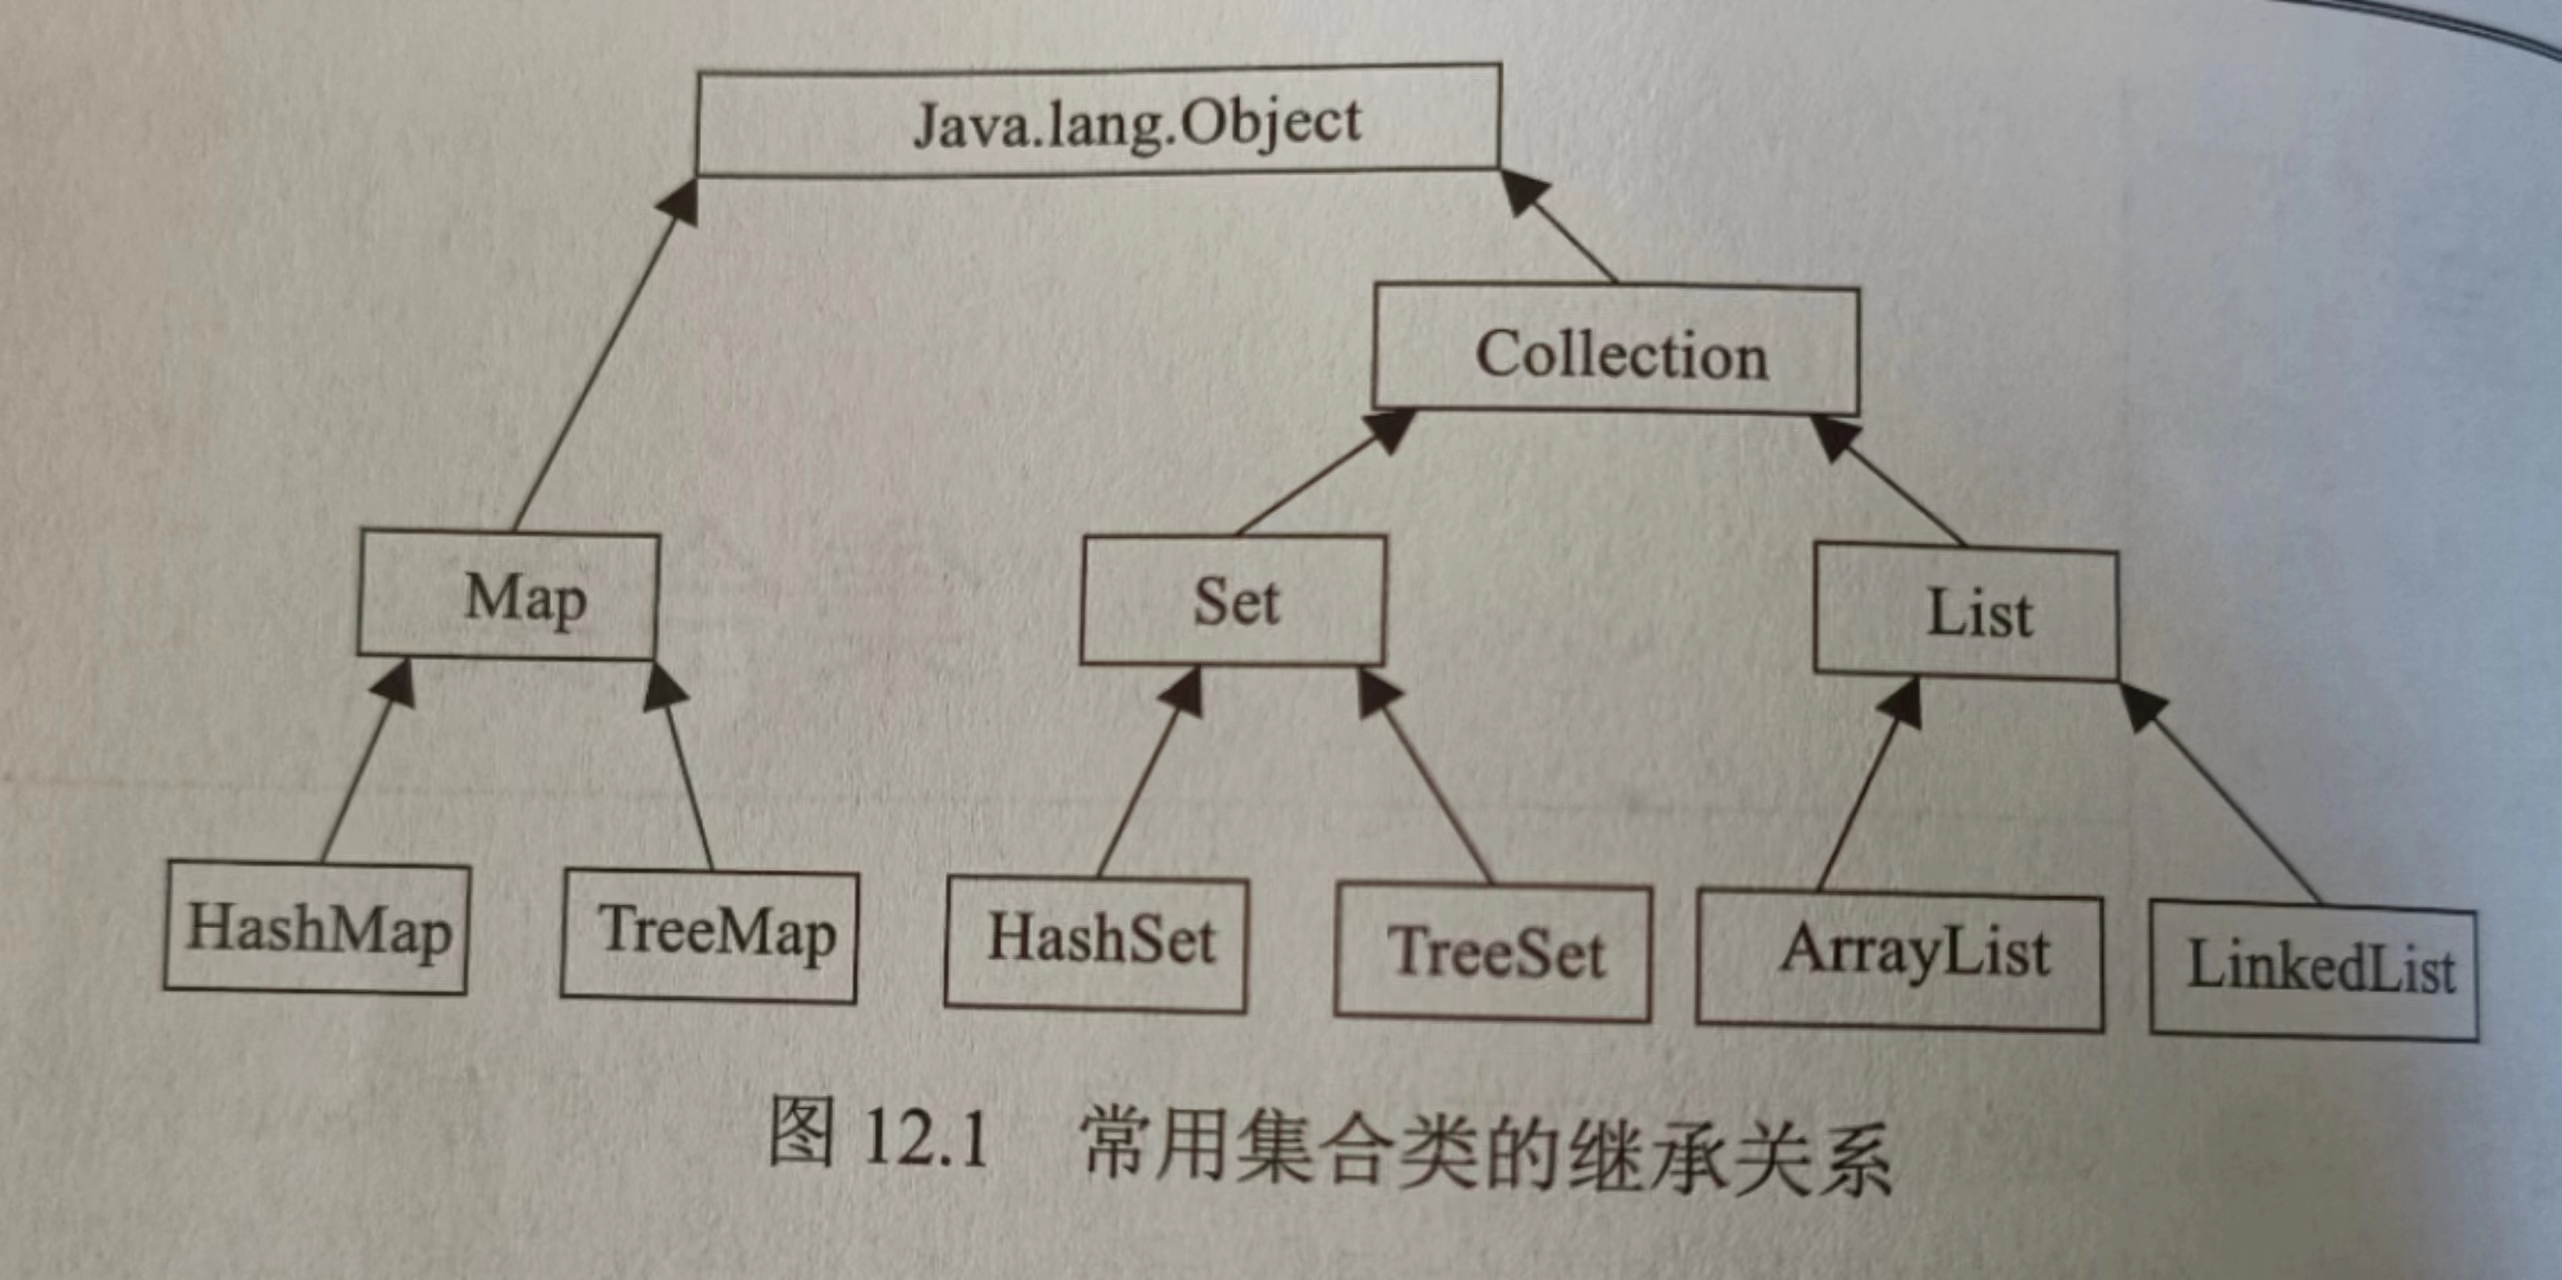 Java.lang.Object
Collection
Map
Set
List
HashMap
TreeMap
HashSet
TreeSet
ArrayList
LinkedList
图 12.1 常用集合类的继承关系